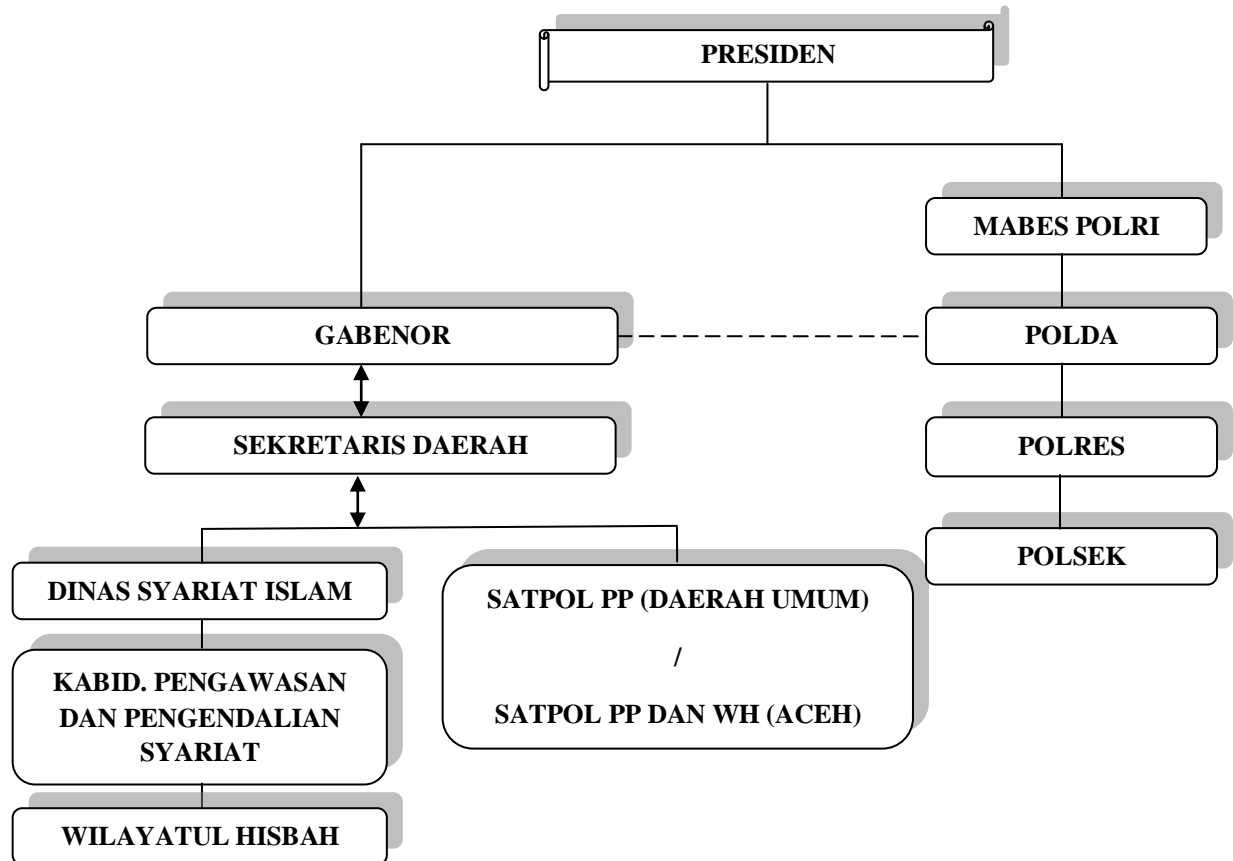 PRESIDEN
MABES POLRI
GABENOR
POLDA
SEKRETARIS DAERAH
POLRES
POLSEK
DINAS SYARIAT ISLAM
SATPOL PP (DAERAH UMUM)
/
SATPOL PP DAN WH (ACEH)
KABID. PENGAWASAN
DAN PENGENDALIAN
SYARIAT
WILAYATUL HISBAH